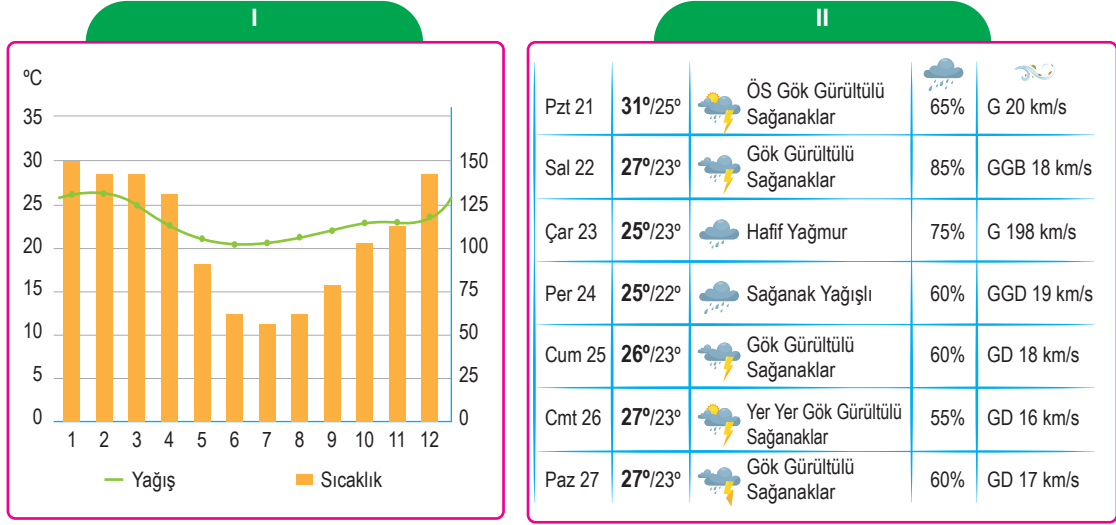 I
ºC
35
30
25
20
15
10
5
0
150
125
100
75
50
25
0
1 2 3 4 5 6 7 8 9 10 11 12
Yağış Sıcaklık
II
Pzt 21 31º/25º ÖS Gök Gürültülü Sağanaklar 65% G 20 km/s
Sal 22 27º/23º Gök Gürültülü Sağanaklar 85% GGB 18 km/s
Çar 23 25º/23º Hafif Yağmur 75% G 198 km/s
Per 24 25º/22º Sağanak Yağışlı 60% GGD 19 km/s
Cum 25 26º/23º Gök Gürültülü Sağanaklar 60% GD 18 km/s
Cmt 26 27º/23º Yer Yer Gök Gürültülü Sağanaklar 55% GD 16 km/s
Paz 27 27º/23º Gök Gürültülü Sağanaklar 60% GD 17 km/s